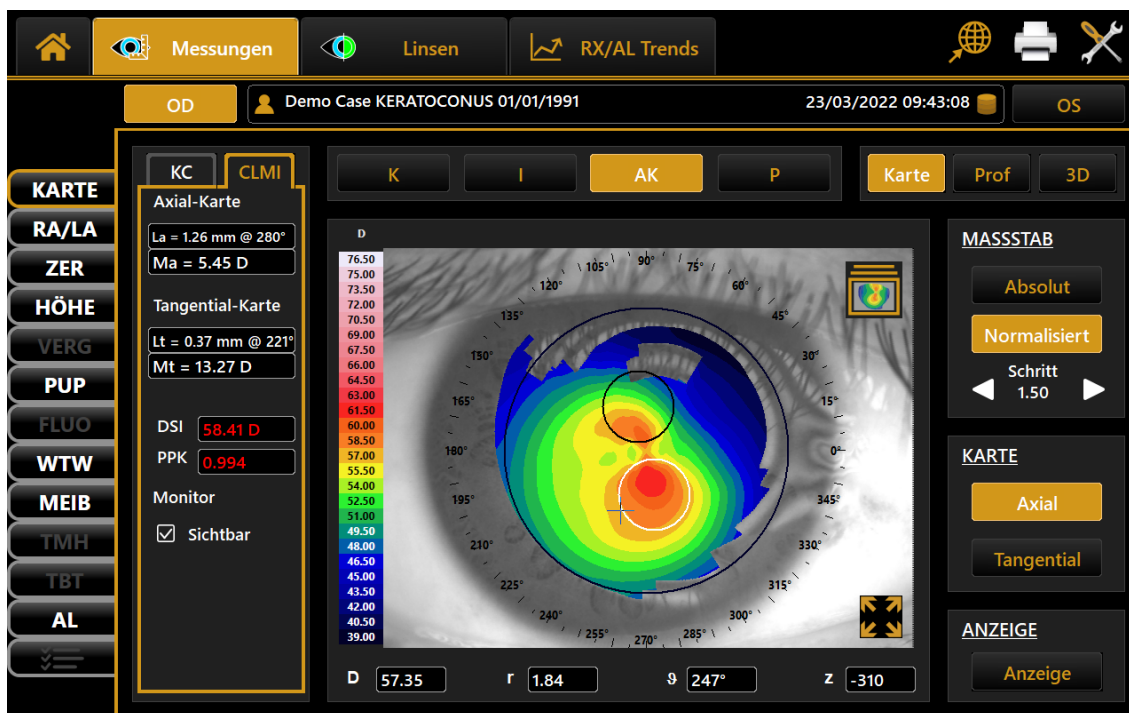 Messungen
Linsen
RX/AL Trends
OD
Demo Case KERATOCONUS 01/01/1991
23/03/2022 09:43:08
OS
KARTE
RA/LA
ZER
HÖHE
VERG
PUP
FLUO
WTW
MEIB
TMH
TBT
AL
KC
CLMI
Axial-Karte
La = 1.26 mm @ 280°
Ma = 5.45 D
Tangential-Karte
Lt = 0.37 mm @ 221°
Mt = 13.27 D
DSI 58.41 D
PPK 0.994
Monitor
Sichtbar
K
I
AK
P
Karte
Prof
3D
D
76.50
75.00
73.50
72.00
70.50
69.00
67.50
66.00
64.50
63.00
61.50
60.00
58.50
57.00
55.50
54.00
52.50
51.00
49.50
48.00
46.50
45.00
43.50
42.00
40.50
39.00
105°
90°
75°
120°
60°
135°
45°
150°
30°
165°
15°
180°
0°
195°
345°
210°
330°
225°
315°
240°
300°
255°
270°
285°
D 57.35
r 1.84
ϑ 247°
z -310
MASSSTAB
Absolut
Normalisiert
Schritt
1.50
KARTE
Axial
Tangential
ANZEIGE
Anzeige